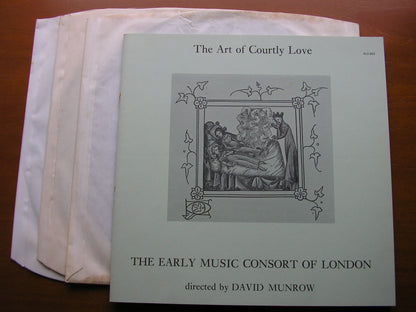 The Art of Courtly Love
THE EARLY MUSIC CONSORT OF LONDON
directed by DAVID MUNROW